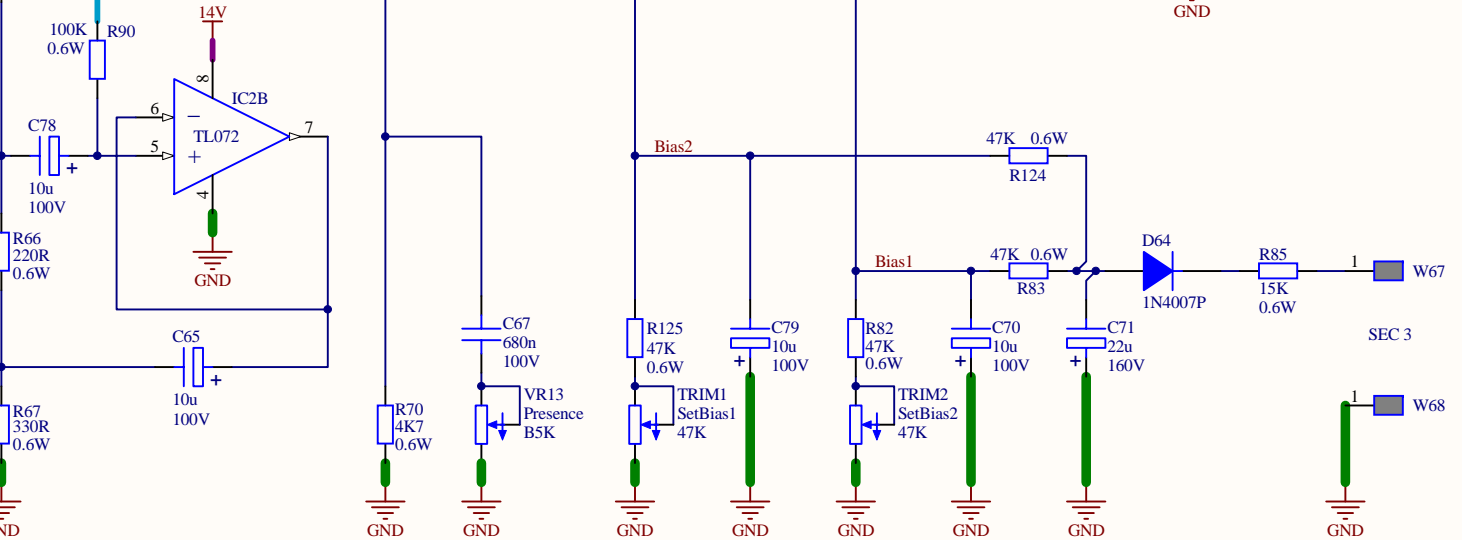 GND
14V
100K R90
0.6W
8
IC2B
6
−
7
C78
TL072
5
+
+
10u
100V
4
GND
R66
220R
0.6W
C65
+
10u
100V
R67
330R
0.6W
ND
R70
4K7
0.6W
GND
C67
680n
100V
VR13
Presence
B5K
GND
Bias2
47K 0.6W
R124
R125
47K
0.6W
TRIM1
SetBias1
47K
GND
C79
10u
100V
+
GND
Bias1
47K 0.6W
R83
R82
47K
0.6W
TRIM2
SetBias2
47K
GND
C70
10u
100V
+
GND
C71
22u
160V
+
GND
D64
1N4007P
R85
15K
0.6W
1
W67
SEC 3
1
W68
GND